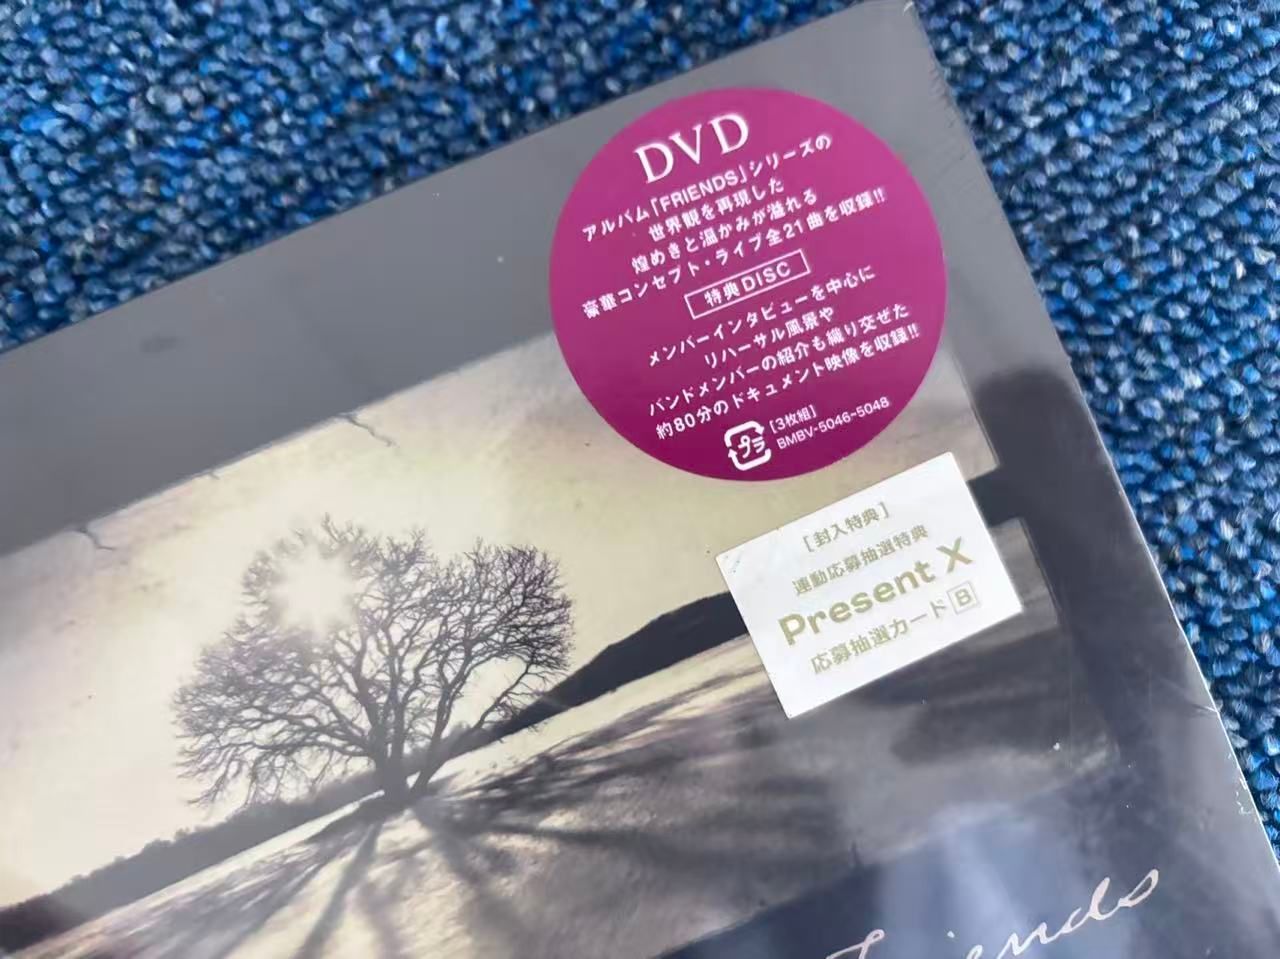 DVD
アルバム「FRIENDS」シリーズの
世界観を再現した
煌めきと温かみが溢れる
豪華コンセプト・ライブ全21曲を収録!!
特典DISC
メンバーインタビューを中心に
リハーサル風景や
バンドメンバーの紹介も織り交ぜた
約80分のドキュメント映像を収録!!
プラ
[3枚組]
BMBV-5046-5048
[封入特典]
連動応募抽選特典
Present X
応募抽選カード B
Friends